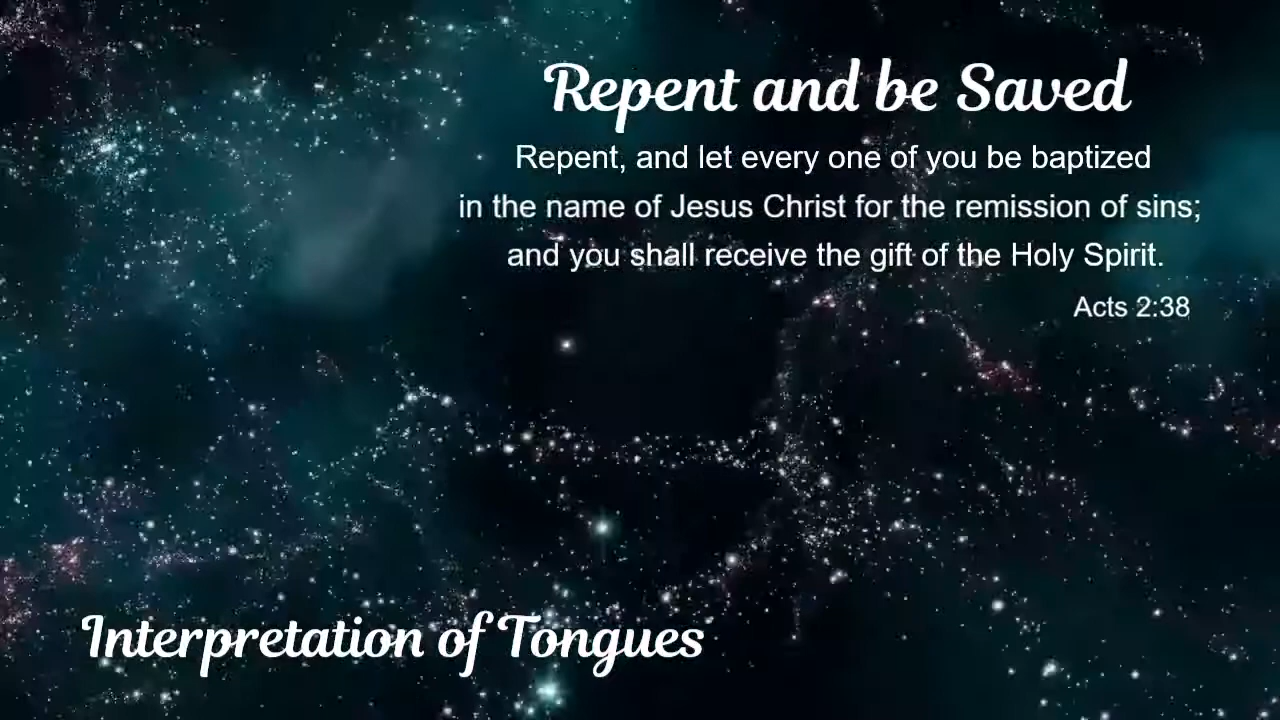 Repent and be Saved
Repent, and let every one of you be baptized
in the name of Jesus Christ for the remission of sins;
and you shall receive the gift of the Holy Spirit.
Acts 2:38
Interpretation of Tongues